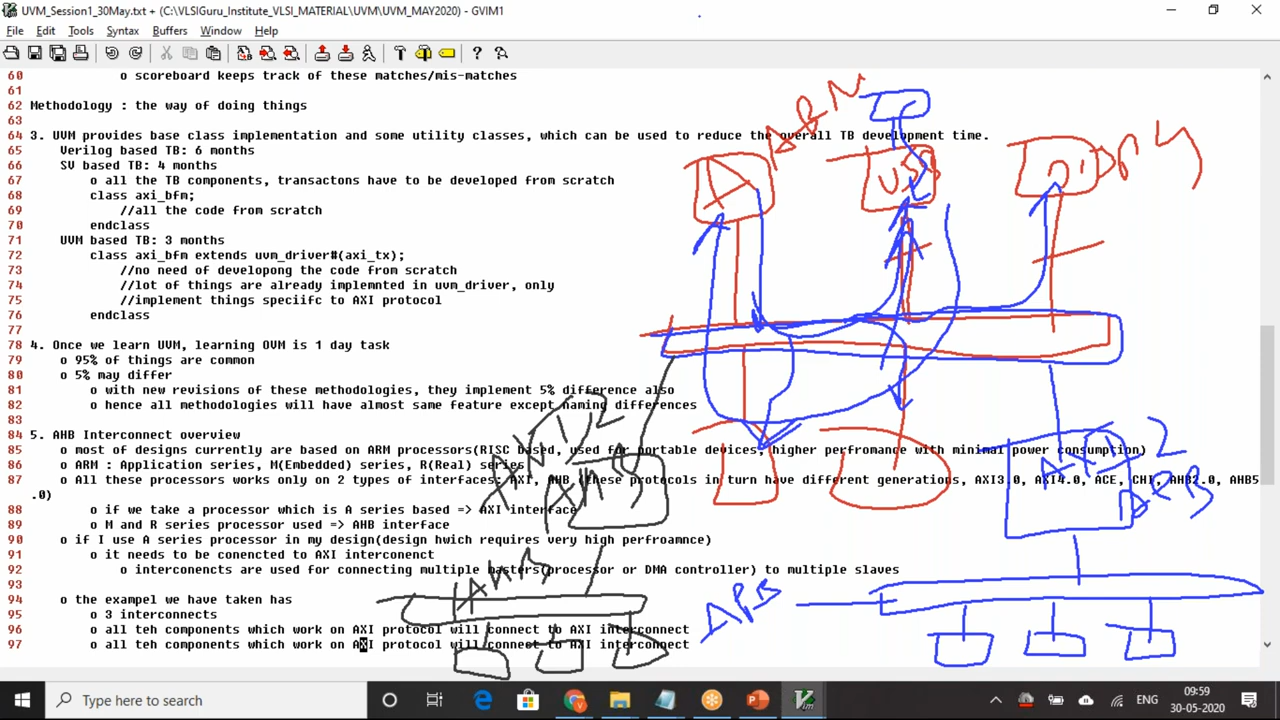 UVM_Session1_30May.txt + (C:\VLSIGuru_Institute_VLSI_MATERIAL\UVM\UVM_MAY2020) - GVIM1
File Edit Tools Syntax Buffers Window Help
60 o scoreboard keeps track of these matches/mis-matches
61
62 Methodology : the way of doing things
63
64 3. UVM provides base class implementation and some utility classes, which can be used to reduce the overall TB development time.
65 Verilog based TB: 6 months
66 SV based TB: 4 months
67 o all the TB components, transactons have to be developed from scratch
68 class axi_bfm;
69 //all the code from scratch
70 endclass
71 UVM based TB: 3 months
72 class axi_bfm extends uvm_driver#(axi_tx);
73 //no need of developong the code from scratch
74 //lot of things are already implemnted in uvm_driver, only
75 //implement things speciifc to AXI protocol
76 endclass
77
78 4. Once we learn UVM, learning OVM is 1 day task
79 o 95% of things are common
80 o 5% may differ
81 o with new revisions of these methodologies, they implement 5% difference also
82 o hence all methodologies will have almost same feature except naming differences
83
84 5. AHB Interconnect overview
85 o most of designs currently are based on ARM processors(RISC based, used for portable devices, higher perfromance with minimal power consumption)
86 o ARM : Application series, M(Embedded) series, R(Real) series
87 o All these processors works only on 2 types of interfaces: AXI, AHB (these protocols in turn have different generations, AXI3.0, AXI4.0, ACE, CHI, AHB2.0, AHB5
.0)
88 o if we take a processor which is A series based => AXI interface
89 o M and R series processor used => AHB interface
90 o if I use A series processor in my design(design hwich requires very high perfroamnce)
91 o it needs to be conencted to AXI interconenct
92 o interconencts are used for connecting multiple masters(processor or DMA controller) to multiple slaves
93
94 o the exampel we have taken has
95 o 3 interconnects
96 o all teh components which work on AXI protocol will connect to AXI interconnect
97 o all teh components which work on AXI protocol will connect to AXI interconnect
USB
AHB
APB
APB
Type here to search
ENG
09:59
30-05-2020